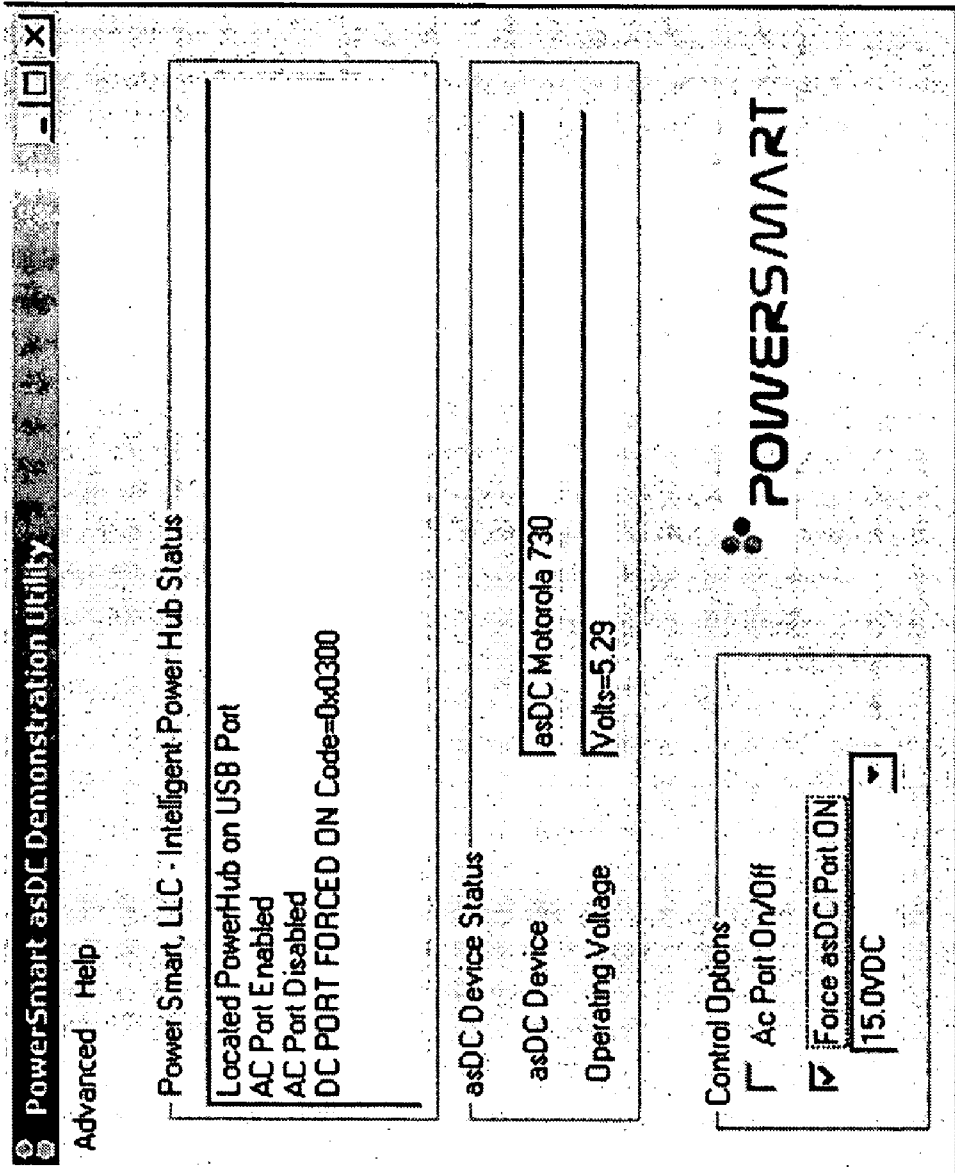 PowerSmart asDC Demonstration Utility
Advanced Help
Power Smart, LLC - Intelligent Power Hub Status
Located PowerHub on USB Port
AC Port Enabled
AC Port Disabled
DC PORT FORCED ON Code=0x0300
asDC Device Status
asDC Device asDC Motorola 730
Operating Voltage Volts=5.29
Control Options
Ac Port On/Off
Force asDC Port ON
15.0VDC
POWERSMART